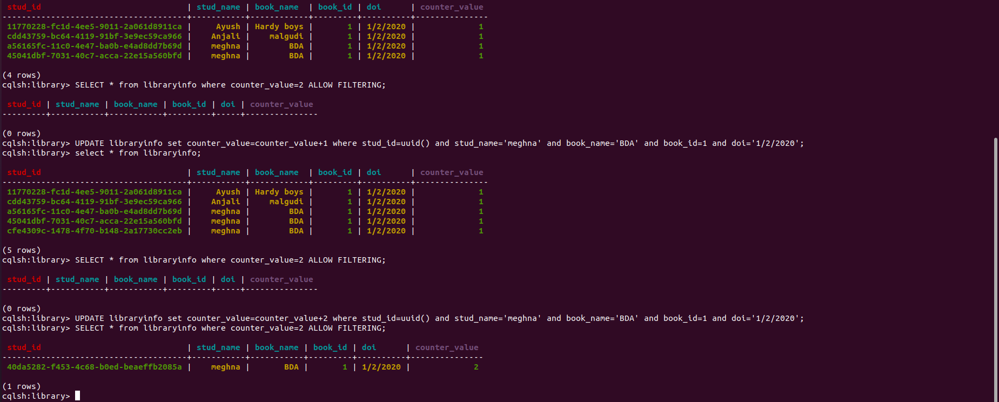 stud_id | stud_name | book_name | book_id | doi | counter_value
--------------------------------------+-----------+------------+---------+----------+---------------
11770228-fc1d-4ee5-9011-2a061d8911ca | Ayush | Hardy boys | 1 | 1/2/2020 | 1
cdd43759-bc64-4119-91bf-3e9ec59ca966 | Anjali | malgudi | 1 | 1/2/2020 | 1
a56165fc-11c0-4e47-ba0b-e4ad8dd7b69d | meghna | BDA | 1 | 1/2/2020 | 1
45041dbf-7031-40c7-acca-22e15a560bfd | meghna | BDA | 1 | 1/2/2020 | 1
(4 rows)
cqlsh:library> SELECT * from libraryinfo where counter_value=2 ALLOW FILTERING;
stud_id | stud_name | book_name | book_id | doi | counter_value
---------+-----------+-----------+---------+-----+---------------
(0 rows)
cqlsh:library> UPDATE libraryinfo set counter_value=counter_value+1 where stud_id=uuid() and stud_name='meghna' and book_name='BDA' and book_id=1 and doi='1/2/2020';
cqlsh:library> select * from libraryinfo;
stud_id | stud_name | book_name | book_id | doi | counter_value
--------------------------------------+-----------+------------+---------+----------+---------------
11770228-fc1d-4ee5-9011-2a061d8911ca | Ayush | Hardy boys | 1 | 1/2/2020 | 1
cdd43759-bc64-4119-91bf-3e9ec59ca966 | Anjali | malgudi | 1 | 1/2/2020 | 1
a56165fc-11c0-4e47-ba0b-e4ad8dd7b69d | meghna | BDA | 1 | 1/2/2020 | 1
45041dbf-7031-40c7-acca-22e15a560bfd | meghna | BDA | 1 | 1/2/2020 | 1
cfe4309c-1478-4f70-b148-2a17730cc2eb | meghna | BDA | 1 | 1/2/2020 | 1
(5 rows)
cqlsh:library> SELECT * from libraryinfo where counter_value=2 ALLOW FILTERING;
stud_id | stud_name | book_name | book_id | doi | counter_value
---------+-----------+-----------+---------+-----+---------------
(0 rows)
cqlsh:library> UPDATE libraryinfo set counter_value=counter_value+2 where stud_id=uuid() and stud_name='meghna' and book_name='BDA' and book_id=1 and doi='1/2/2020';
cqlsh:library> SELECT * from libraryinfo where counter_value=2 ALLOW FILTERING;
stud_id | stud_name | book_name | book_id | doi | counter_value
--------------------------------------+-----------+-----------+---------+----------+---------------
40da5282-f453-4c68-b0ed-beaeffb2085a | meghna | BDA | 1 | 1/2/2020 | 2
(1 rows)
cqlsh:library>